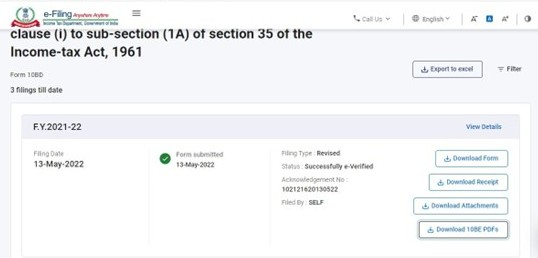 e-Filing Anywhere Anytime
Income Tax Department, Government of India
Call Us
English
A- A A+
clause (i) to sub-section (1A) of section 35 of the
Income-tax Act, 1961
Form 10BD
3 filings till date
Export to excel
Filter
F.Y.2021-22
View Details
Filing Date
13-May-2022
Form submitted
13-May-2022
Filing Type : Revised
Status : Successfully e-Verified
Acknowledgement No :
102121620130522
Filed By : SELF
Download Form
Download Receipt
Download Attachments
Download 10BE PDFs